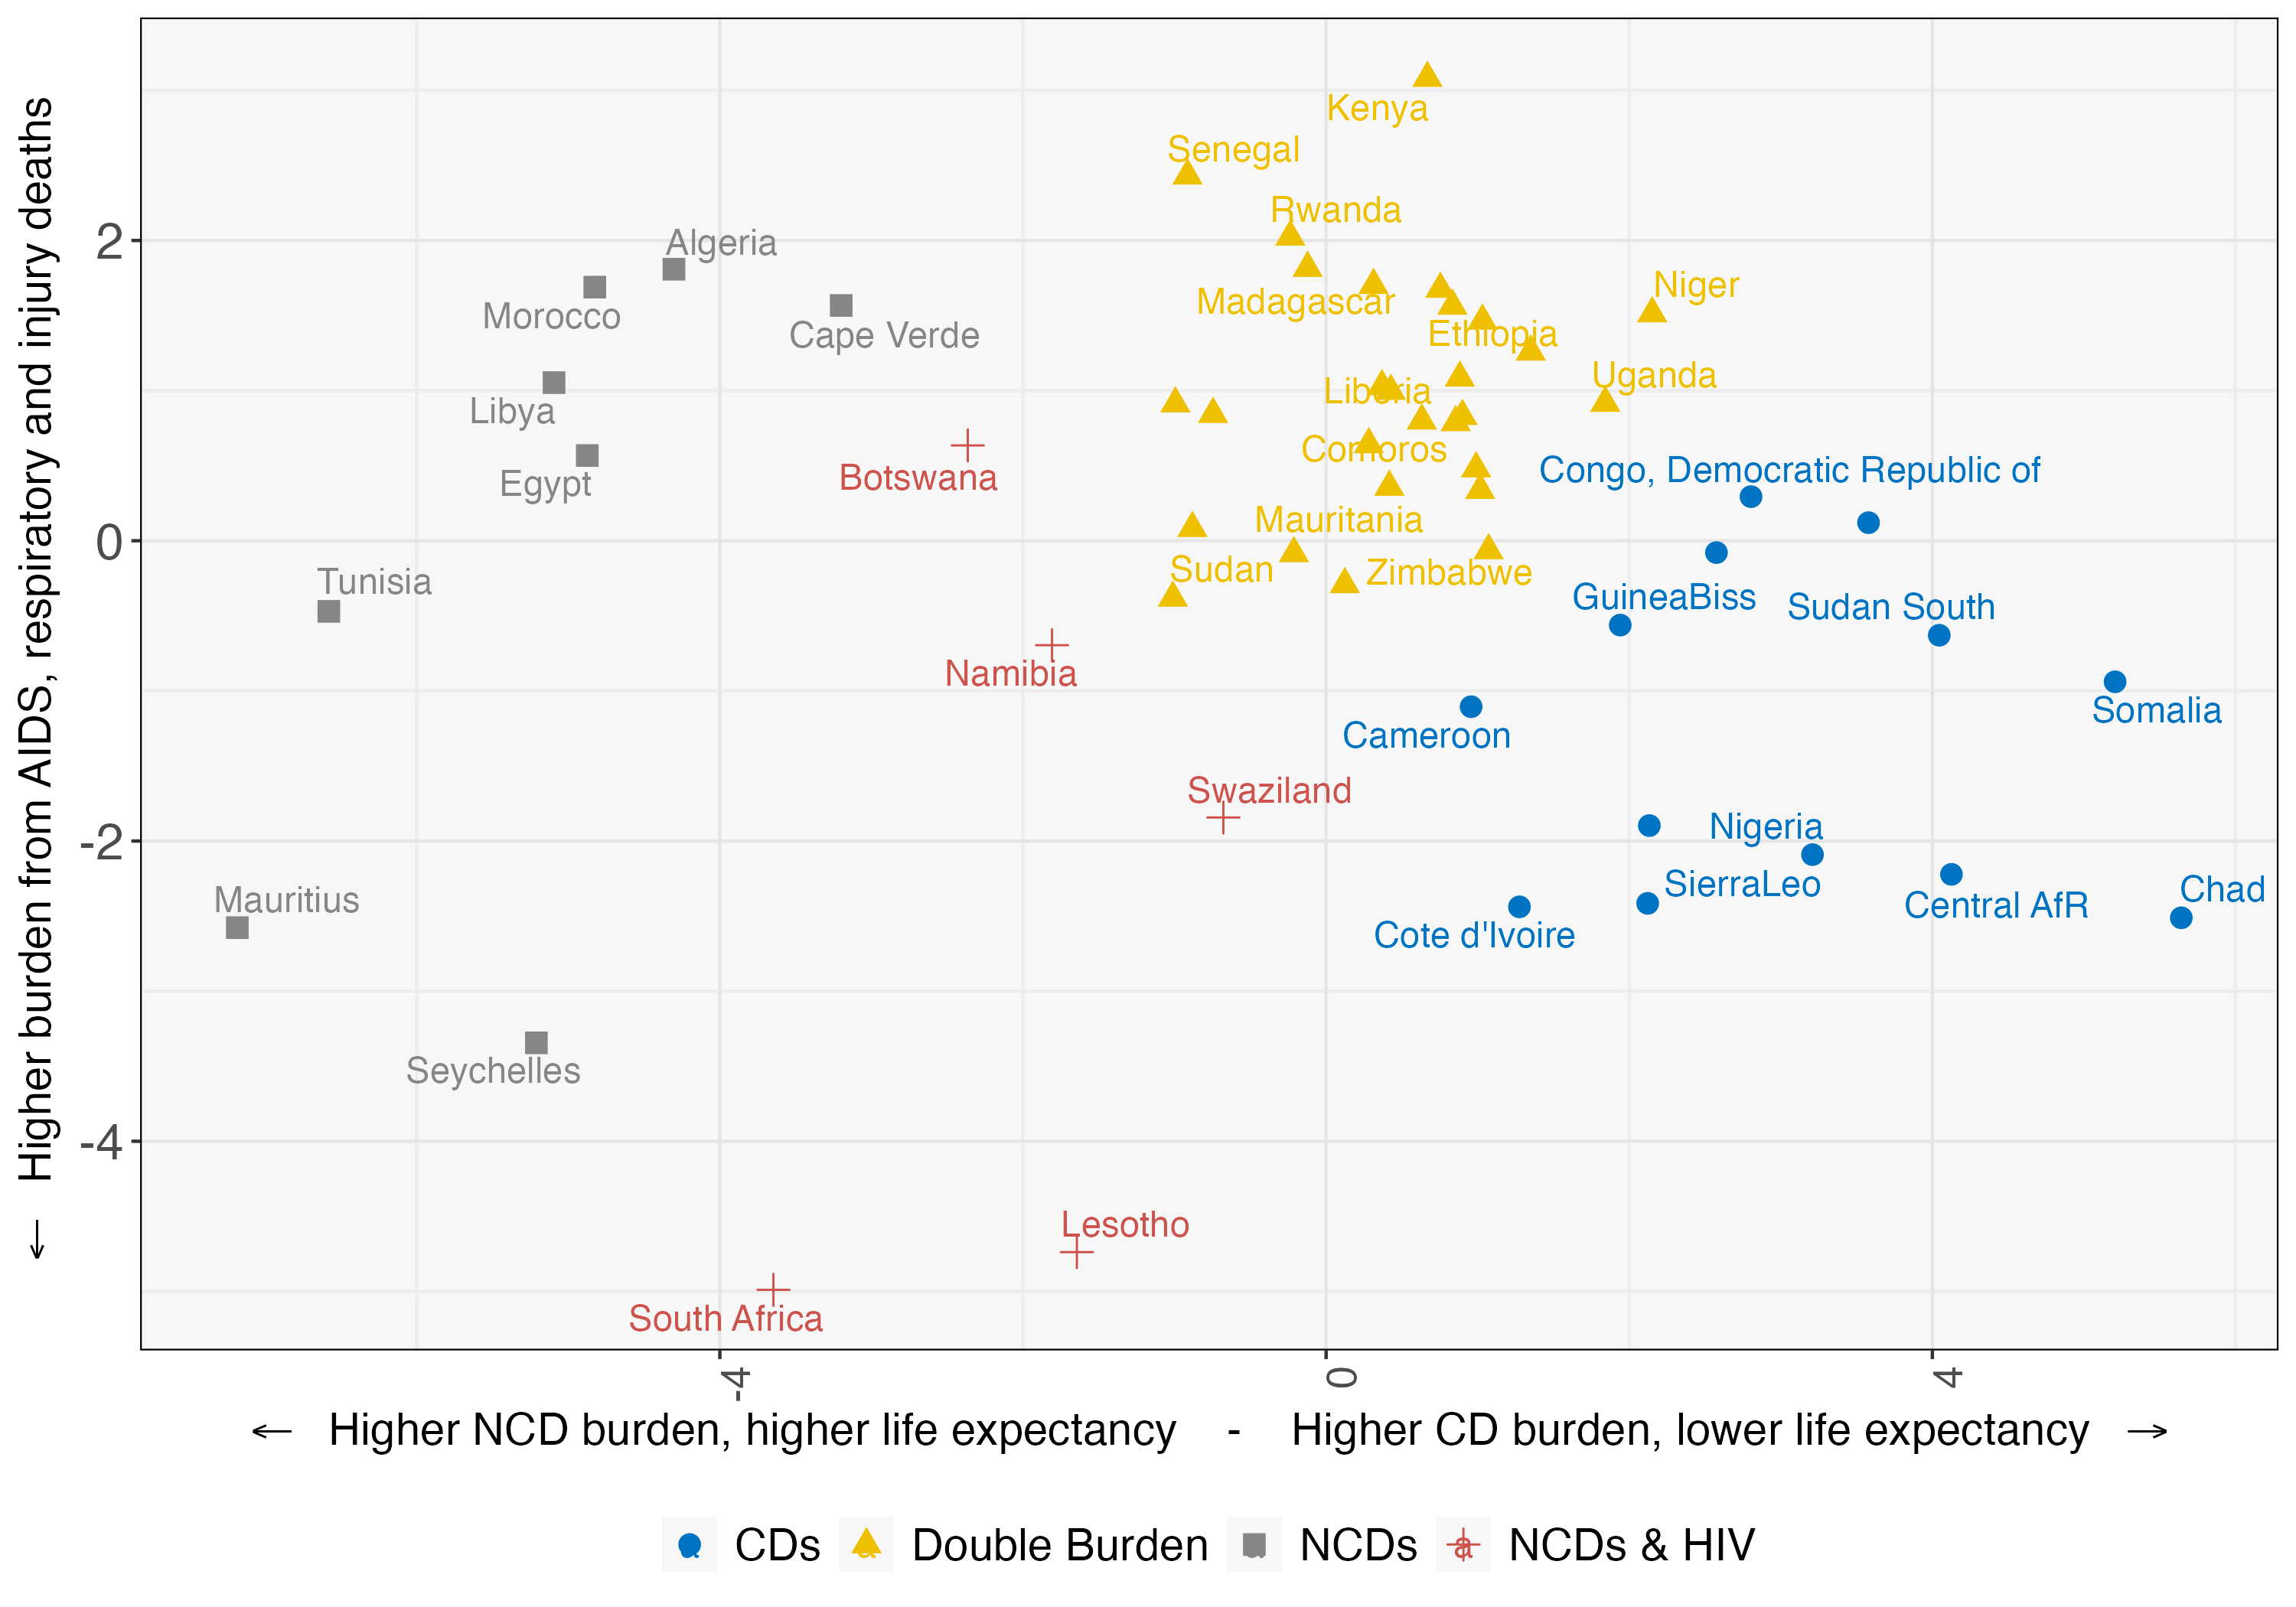 Kenya
Senegal
Rwanda
Algeria
Niger
Madagascar
Morocco
Cape Verde
Ethiopia
Uganda
Liberia
Libya
Comoros
Botswana
Congo, Democratic Republic of
Egypt
Mauritania
Sudan
Zimbabwe
Tunisia
GuineaBiss
Sudan South
Namibia
Somalia
Cameroon
Swaziland
Nigeria
SierraLeo
Chad
Mauritius
Central AfR
Cote d'Ivoire
Seychelles
Lesotho
South Africa
2
0
-2
-4
← Higher burden from AIDS, respiratory and injury deaths
-4 0 4
← Higher NCD burden, higher life expectancy - Higher CD burden, lower life expectancy →
a CDs a Double Burden a NCDs a NCDs & HIV